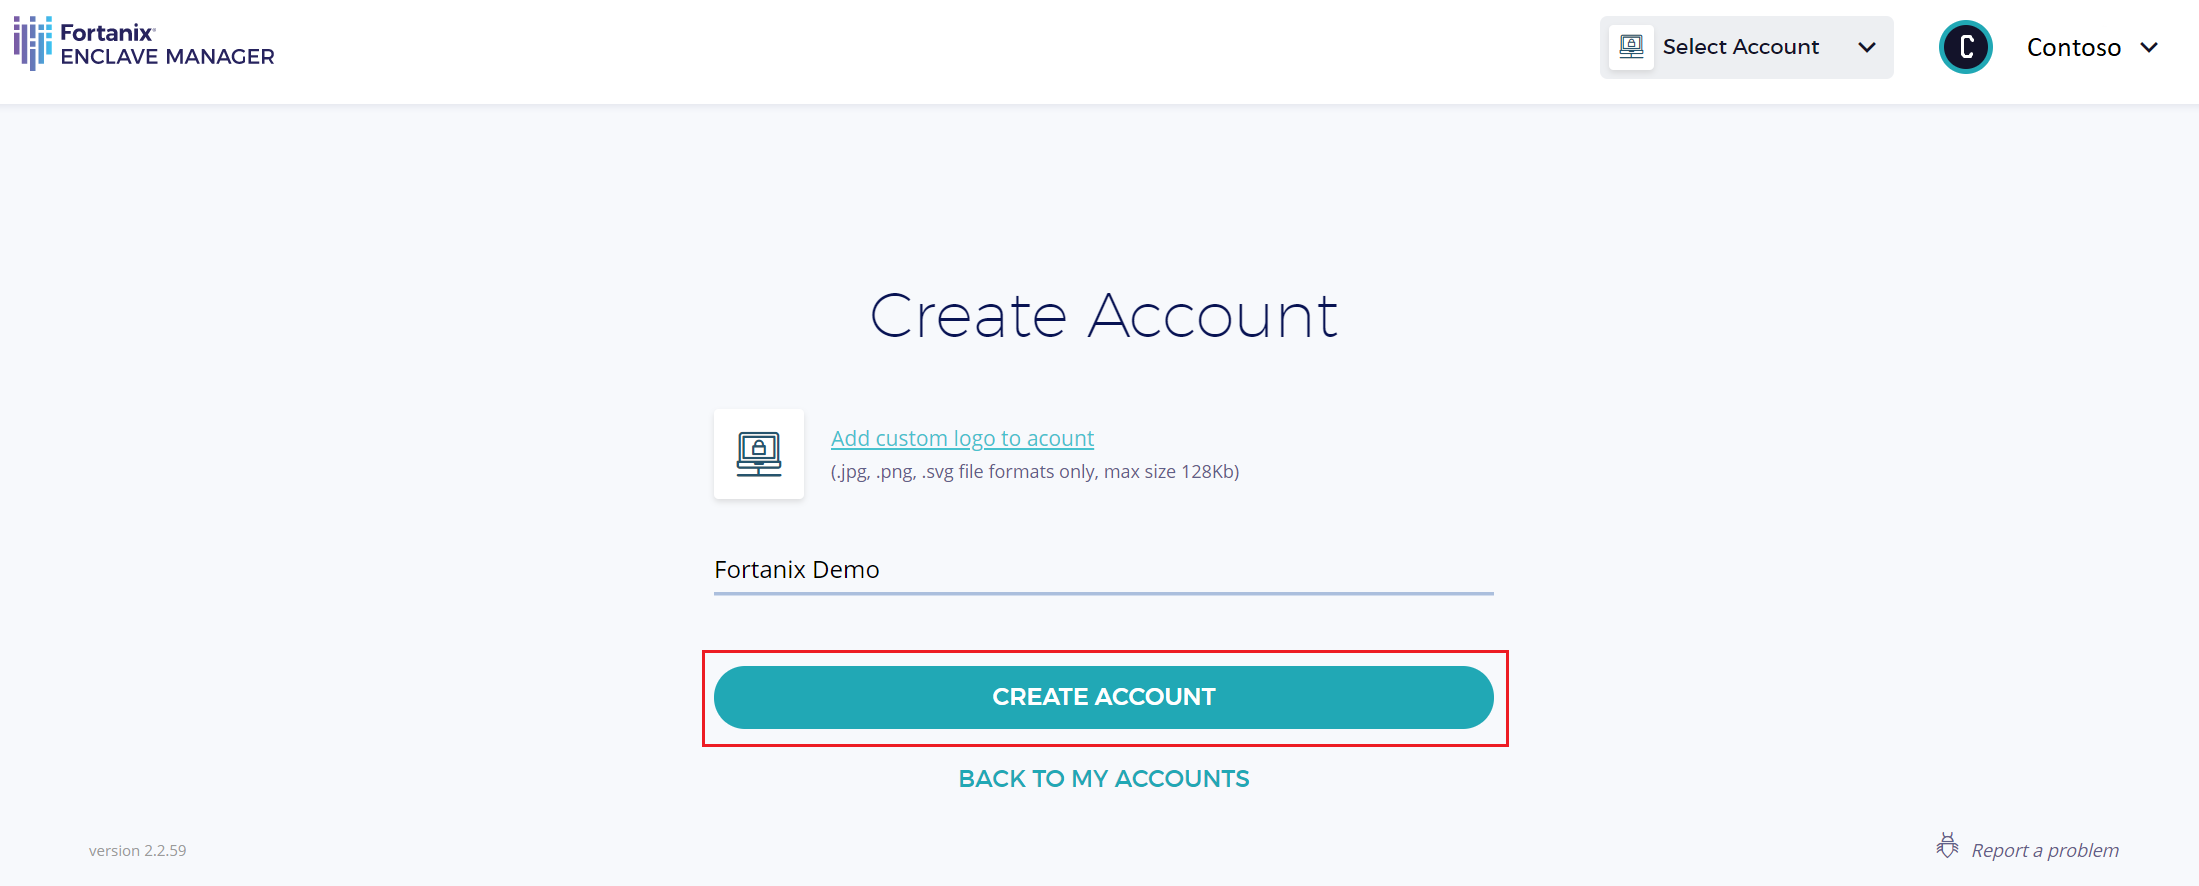 Fortanix
ENCLAVE MANAGER
Select Account
C
Contoso
Create Account
Add custom logo to acount
(.jpg, .png, .svg file formats only, max size 128Kb)
Fortanix Demo
CREATE ACCOUNT
BACK TO MY ACCOUNTS
version 2.2.59
Report a problem